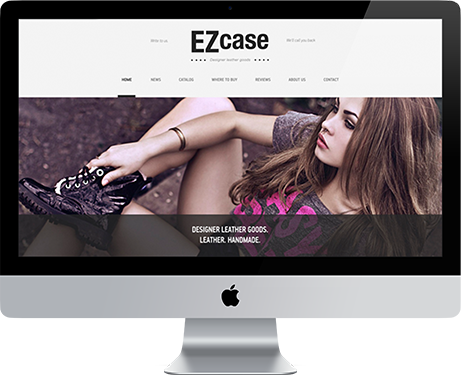 Write to us
EZcase
We'll call you back
Designer leather goods
HOME NEWS CATALOG WHERE TO BUY REVIEWS ABOUT US CONTACT
DESIGNER LEATHER GOODS.
LEATHER. HANDMADE.